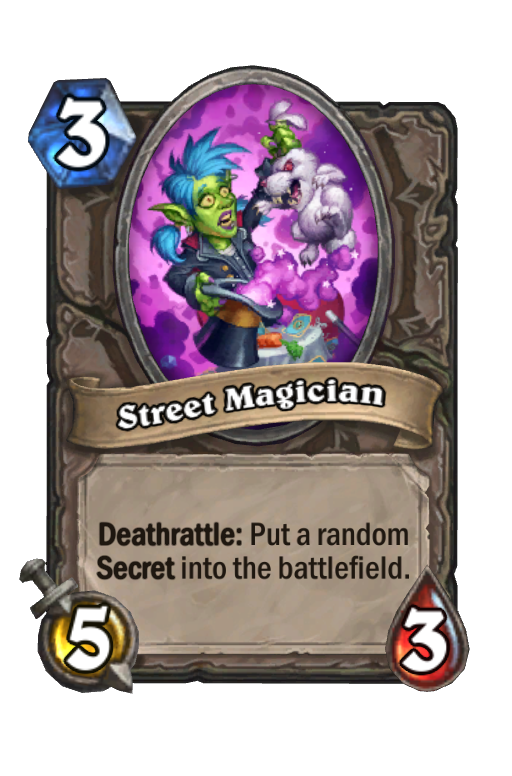 3
Street Magician
Deathrattle: Put a random
Secret into the battlefield.
5
3